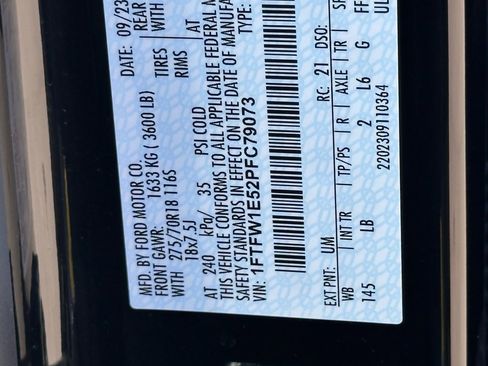 MFD. BY FORD MOTOR CO.
DATE: 09/23
FRONT GAWR: 1633 KG ( 3600 LB)
REAR
WITH 275/70R18 116S TIRES WITH
18x7.5J RIMS
AT 240 kPa/ 35 PSI COLD AT
THIS VEHICLE CONFORMS TO ALL APPLICABLE FEDERAL M
SAFETY STANDARDS IN EFFECT ON THE DATE OF MANUFA
VIN: 1FTFW1E52PFC79073
TYPE:
EXT PNT: UM RC: 21 DSO:
WB INT TR TP/PS R AXLE TR SP
145 LB 2 L6 G FF
2202309110364 UL